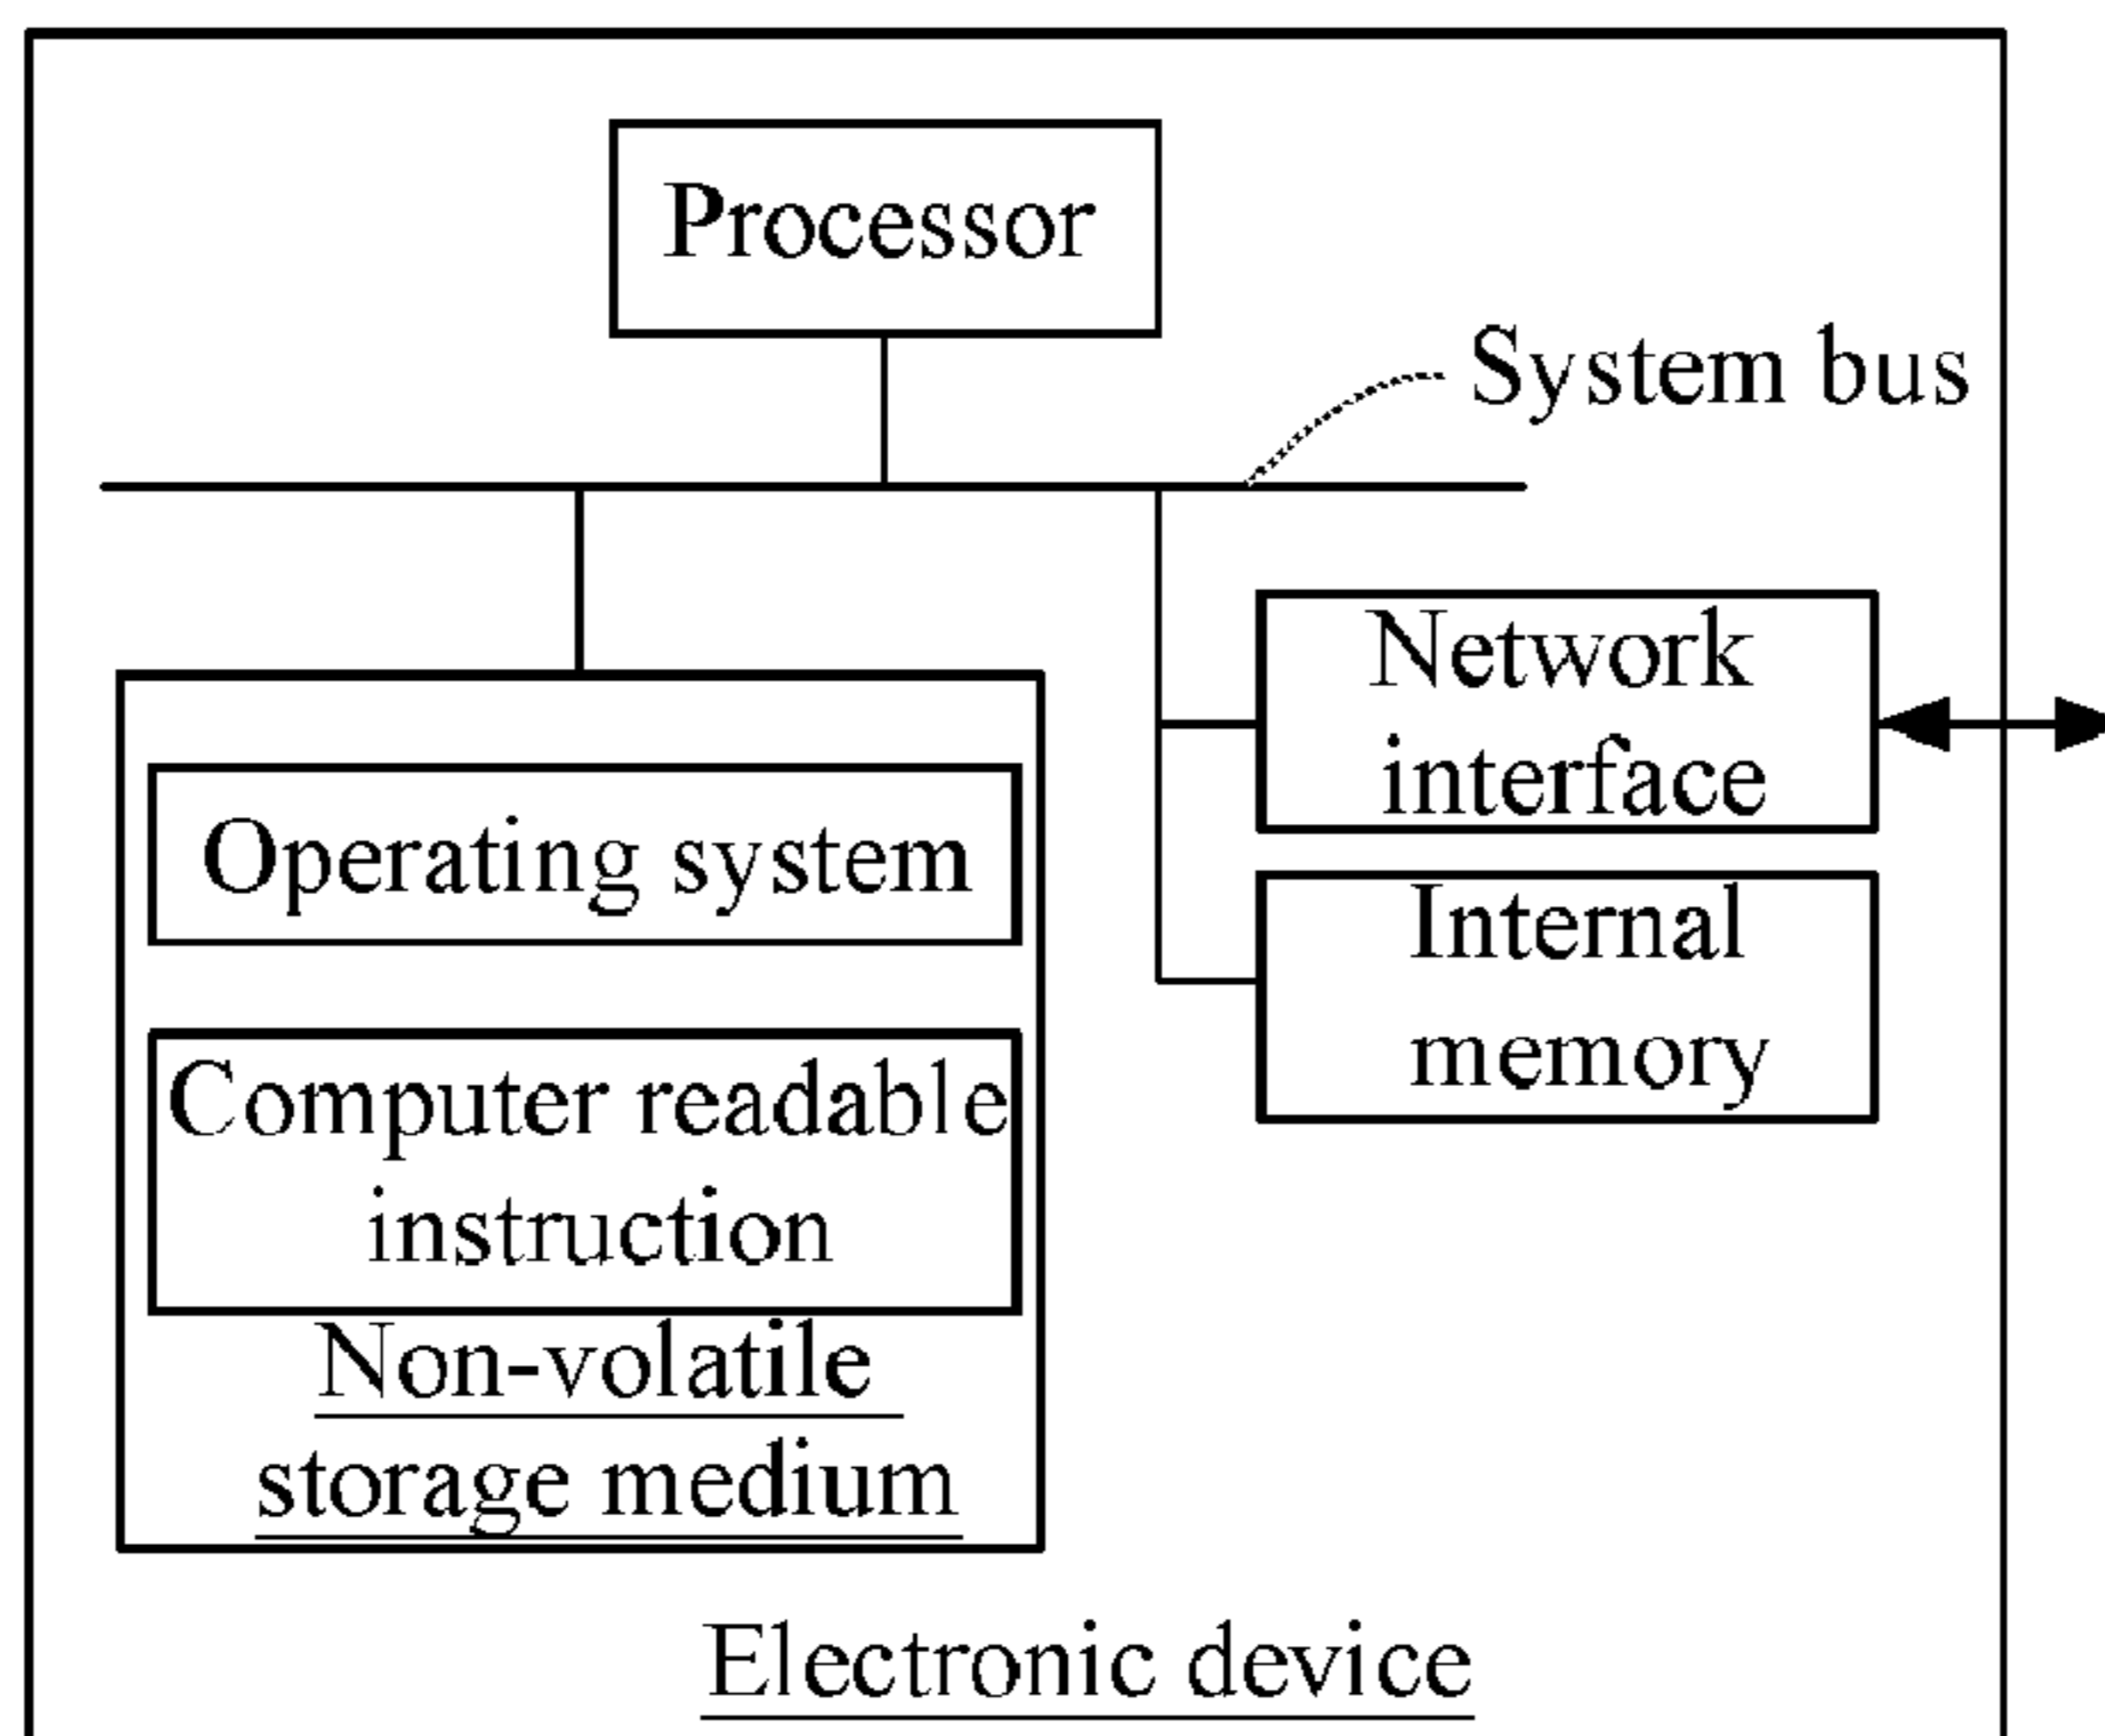 Processor
System bus
Network
interface
Operating system
Internal
memory
Computer readable
instruction
Non-volatile
storage medium
Electronic device